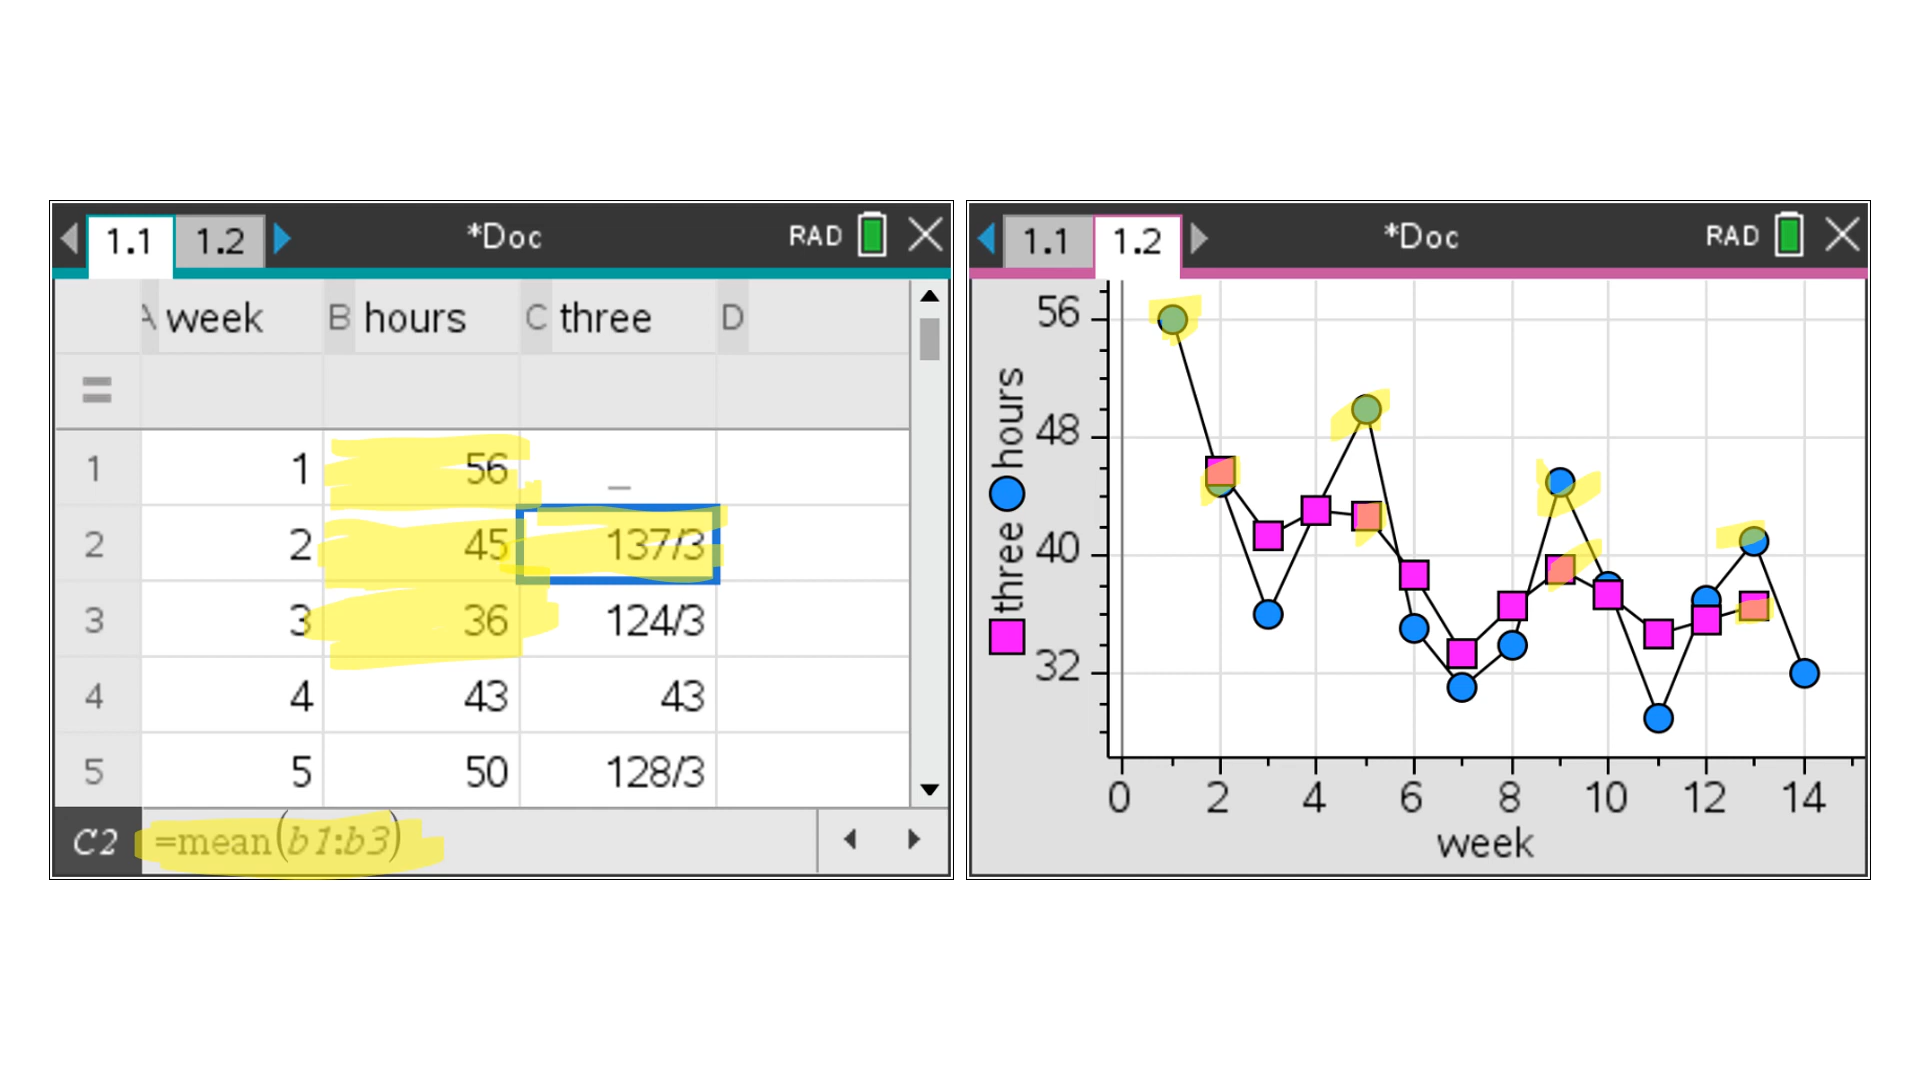 1.1 1.2 *Doc RAD
A week B hours C three D
=
1 1 56 _
2 2 45 137/3
3 3 36 124/3
4 4 43 43
5 5 50 128/3
C2 =mean(b1:b3)
1.1 1.2 *Doc RAD
three hours
56
48
40
32
0 2 4 6 8 10 12 14
week